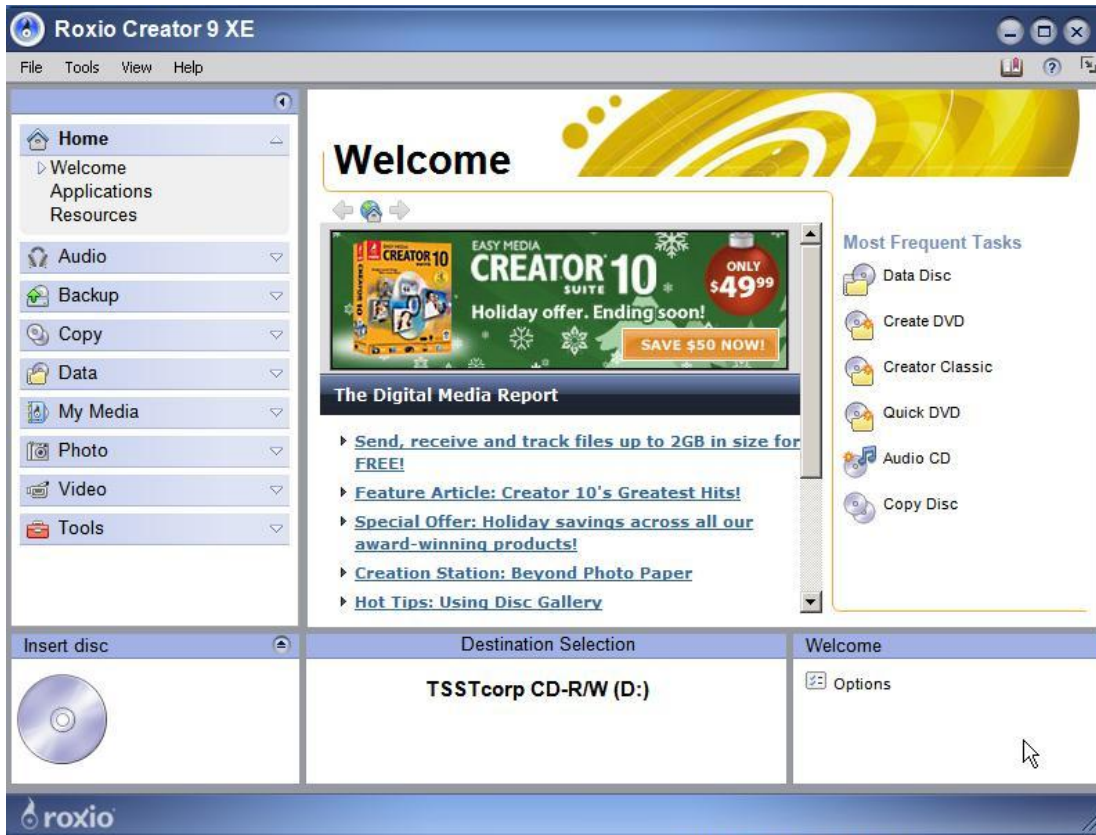 Roxio Creator 9 XE
File Tools View Help
Home
Welcome
Applications
Resources
Audio
Backup
Copy
Data
My Media
Photo
Video
Tools
Welcome
CREATOR 10
EASY MEDIA
CREATOR 10
SUITE
Holiday offer. Ending soon!
ONLY
$4999
SAVE $50 NOW!
The Digital Media Report
Send, receive and track files up to 2GB in size for
FREE!
Feature Article: Creator 10's Greatest Hits!
Special Offer: Holiday savings across all our
award-winning products!
Creation Station: Beyond Photo Paper
Hot Tips: Using Disc Gallery
Most Frequent Tasks
Data Disc
Create DVD
Creator Classic
Quick DVD
Audio CD
Copy Disc
Insert disc
Destination Selection
TSSTcorp CD-R/W (D:)
Welcome
Options
roxio